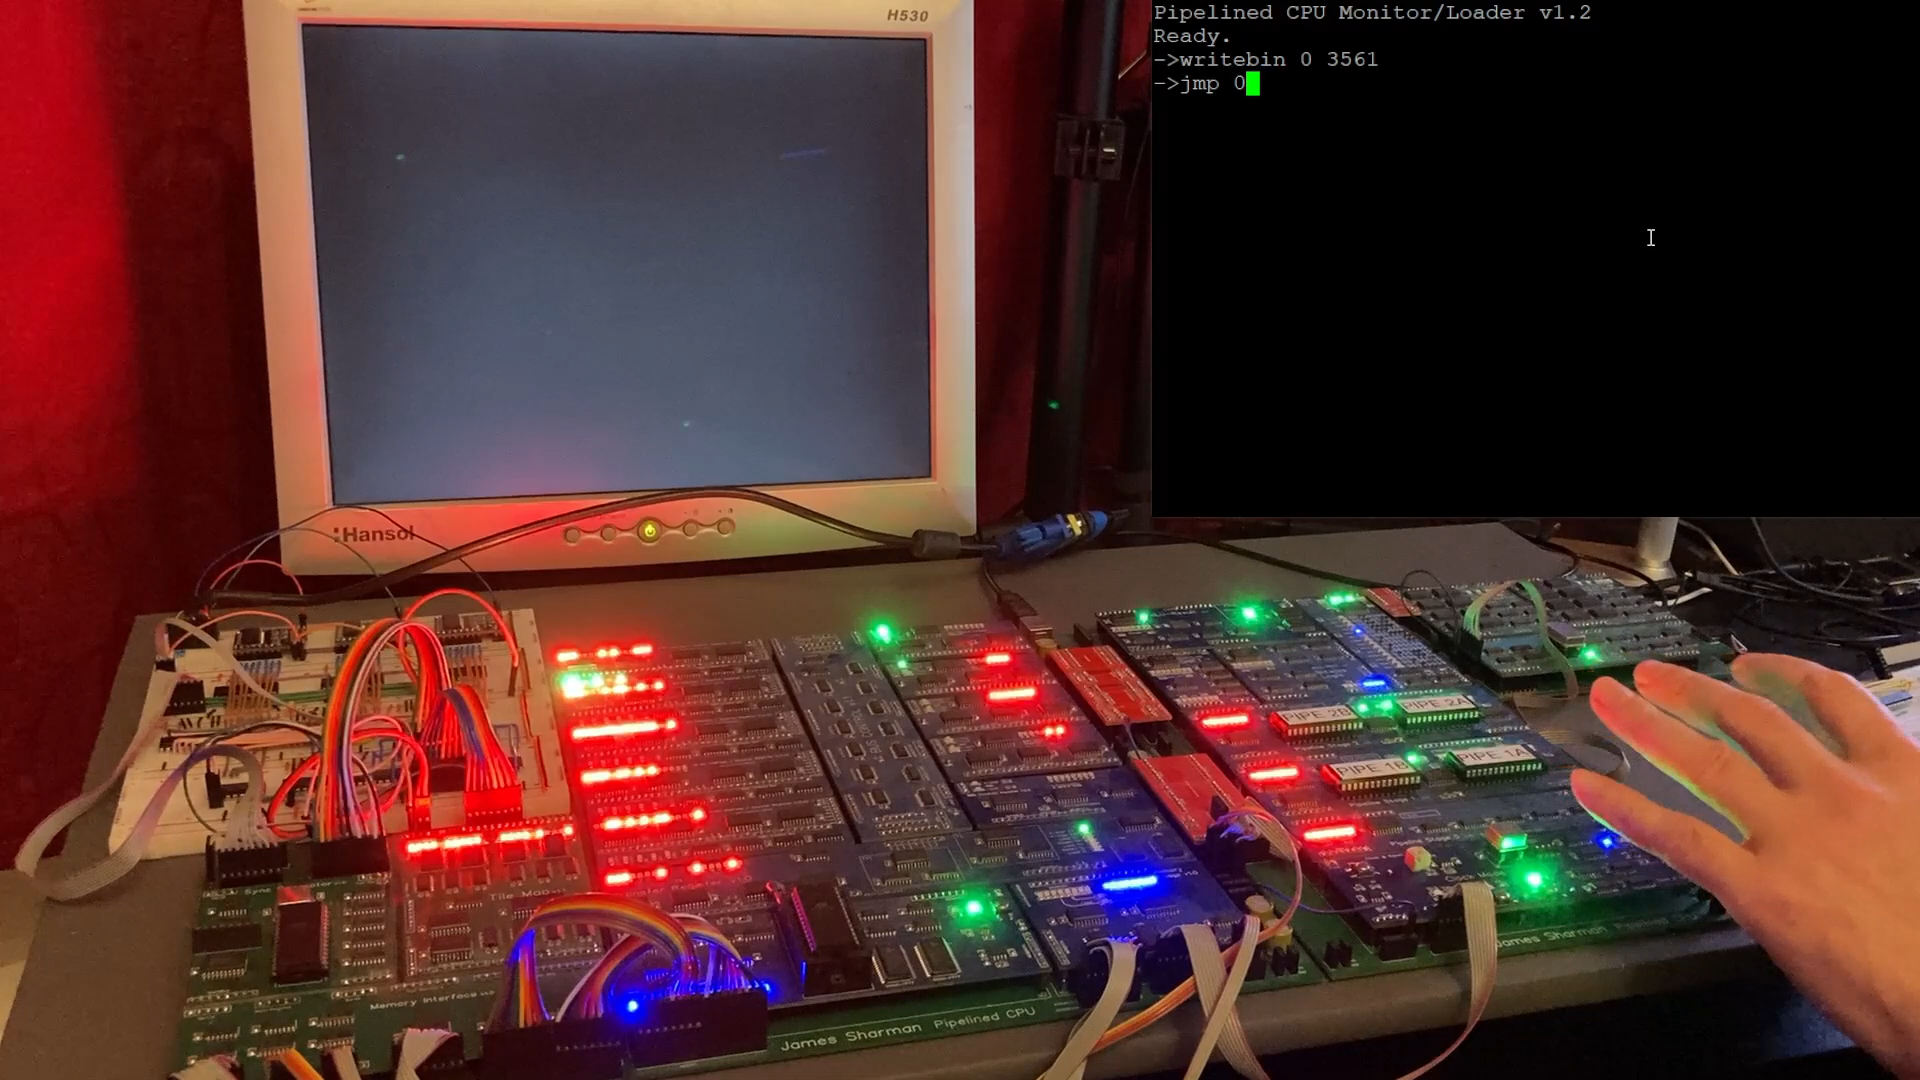 H530
Pipelined CPU Monitor/Loader v1.2
Ready.
->writebin 0 3561
->jmp 0
Hansol
PIPE 2B
PIPE 2A
PIPE 1B
PIPE 1A
Memory Interface
James Sharman Pipelined CPU
James Sharman